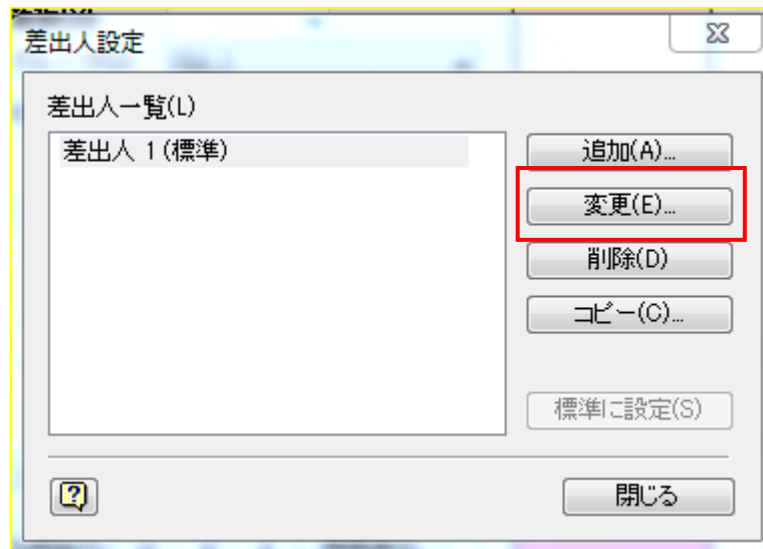 差出人設定
差出人一覧(L)
差出人 1(標準)
追加(A)...
変更(E)...
削除(D)
コピー(C)...
標準に設定(S)
閉じる